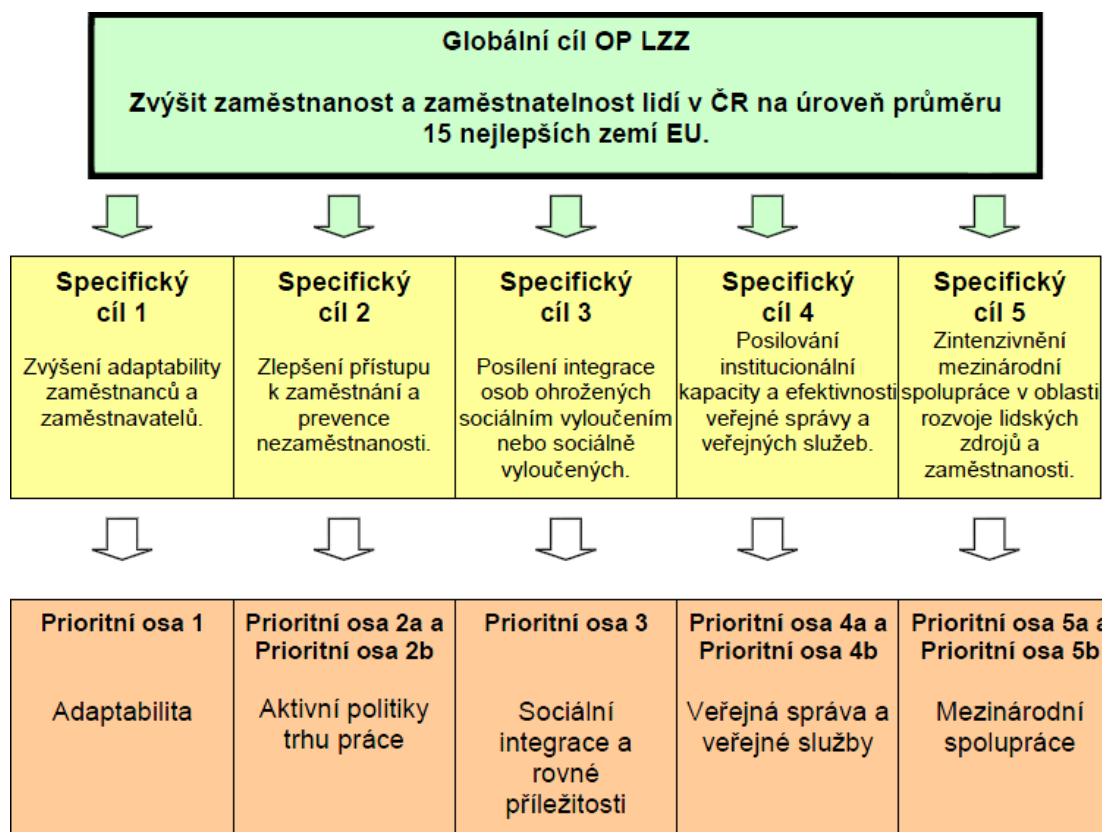 Globální cíl OP LZZ
Zvýšit zaměstnanost a zaměstnatelnost lidí v ČR na úroveň průměru
15 nejlepších zemí EU.
Specifický
cíl 1
Zvýšení adaptability
zaměstnanců a
zaměstnavatelů.
Specifický
cíl 2
Zlepšení přístupu
k zaměstnání a
prevence
nezaměstnanosti.
Specifický
cíl 3
Posílení integrace
osob ohrožených
sociálním vyloučením
nebo sociálně
vyloučených.
Specifický
cíl 4
Posilování
institucionální
kapacity a efektivnosti
veřejné správy a
veřejných služeb.
Specifický
cíl 5
Zintenzivnění
mezinárodní
spolupráce v oblasti
rozvoje lidských
zdrojů a
zaměstnanosti.
Prioritní osa 1
Adaptabilita
Prioritní osa 2a a
Prioritní osa 2b
Aktivní politiky
trhu práce
Prioritní osa 3
Sociální
integrace a
rovné
příležitosti
Prioritní osa 4a a
Prioritní osa 4b
Veřejná správa a
veřejné služby
Prioritní osa 5a a
Prioritní osa 5b
Mezinárodní
spolupráce